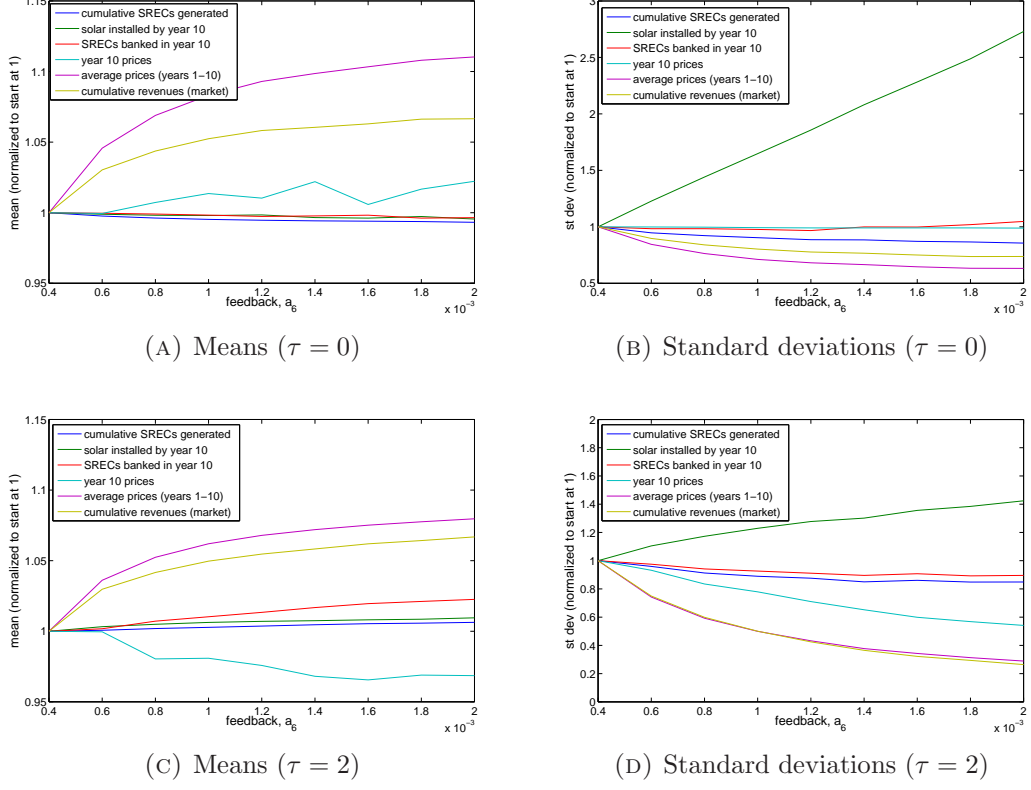 1.15
cumulative SRECs generated
solar installed by year 10
SRECs banked in year 10
year 10 prices
average prices (years 1−10)
cumulative revenues (market)
1.1
1.05
1
0.95
mean (normalized to start at 1)
0.4 0.6 0.8 1 1.2 1.4 1.6 1.8 2
x 10⁻³
feedback, a₆
(A) Means (τ = 0)
3
cumulative SRECs generated
solar installed by year 10
SRECs banked in year 10
year 10 prices
average prices (years 1−10)
cumulative revenues (market)
2.5
2
1.5
1
0.5
st dev (normalized to start at 1)
0.4 0.6 0.8 1 1.2 1.4 1.6 1.8 2
x 10⁻³
feedback, a₆
(B) Standard deviations (τ = 0)
1.15
cumulative SRECs generated
solar installed by year 10
SRECs banked in year 10
year 10 prices
average prices (years 1−10)
cumulative revenues (market)
1.1
1.05
1
0.95
mean (normalized to start at 1)
0.4 0.6 0.8 1 1.2 1.4 1.6 1.8 2
x 10⁻³
feedback, a₆
(C) Means (τ = 2)
2
cumulative SRECs generated
solar installed by year 10
SRECs banked in year 10
year 10 prices
average prices (years 1−10)
cumulative revenues (market)
1.8
1.6
1.4
1.2
1
0.8
0.6
0.4
0.2
0
st dev (normalized to start at 1)
0.4 0.6 0.8 1 1.2 1.4 1.6 1.8 2
x 10⁻³
feedback, a₆
(D) Standard deviations (τ = 2)